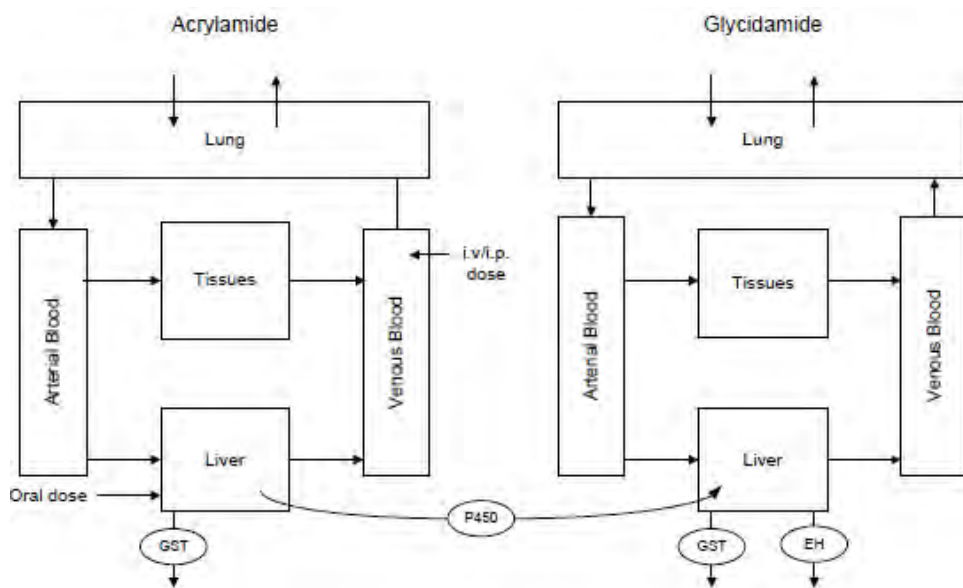 Acrylamide
Glycidamide
Lung
Lung
Arterial Blood
Tissues
Venous Blood
i.v/i.p.
dose
Arterial Blood
Tissues
Venous Blood
Liver
Liver
Oral dose
P450
GST
GST
EH